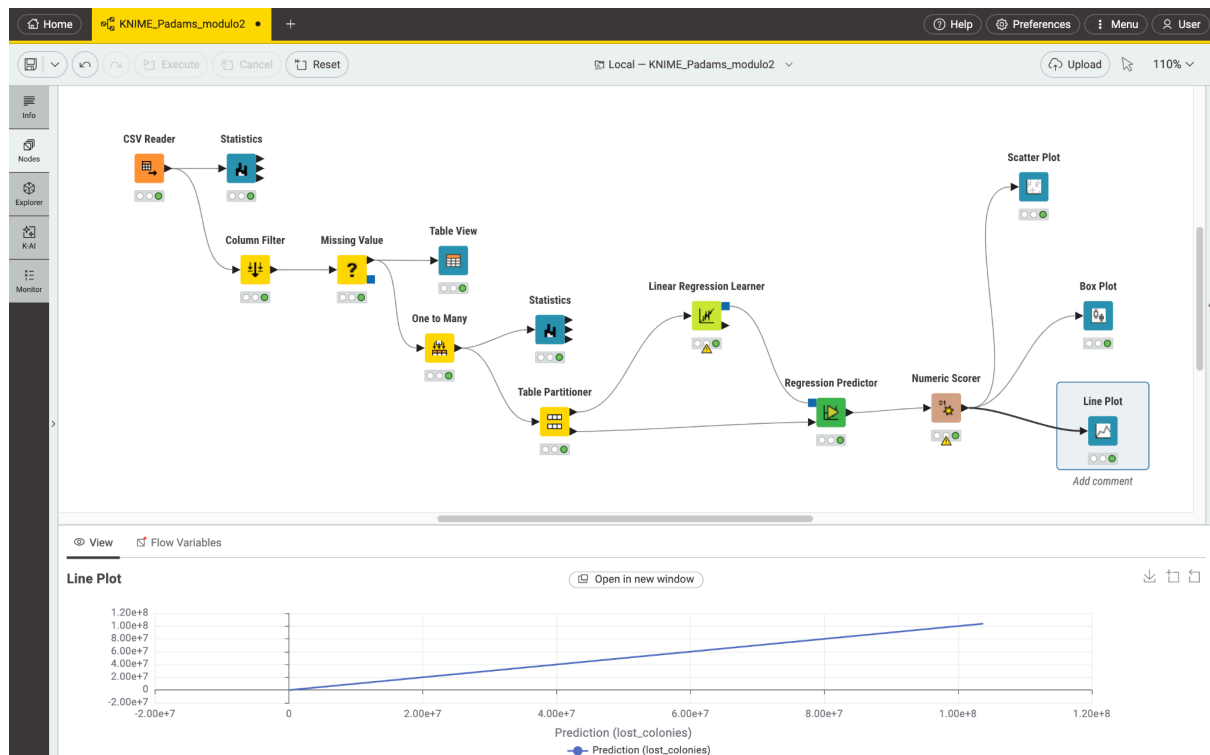 Home
KNIME_Padams_modulo2
+
Help
Preferences
Menu
User
Execute
Cancel
Reset
Local – KNIME_Padams_modulo2
Upload
110%
Info
Nodes
Explorer
K-AI
Monitor
CSV Reader
Statistics
Scatter Plot
Column Filter
Missing Value
Table View
Linear Regression Learner
Box Plot
Statistics
One to Many
Table Partitioner
Regression Predictor
Numeric Scorer
Line Plot
Add comment
View
Flow Variables
Line Plot
Open in new window
1.20e+8
1.00e+8
8.00e+7
6.00e+7
4.00e+7
2.00e+7
0
-2.00e+7
-2.00e+7 0 2.00e+7 4.00e+7 6.00e+7 8.00e+7 1.00e+8 1.20e+8
Prediction (lost_colonies)
Prediction (lost_colonies)